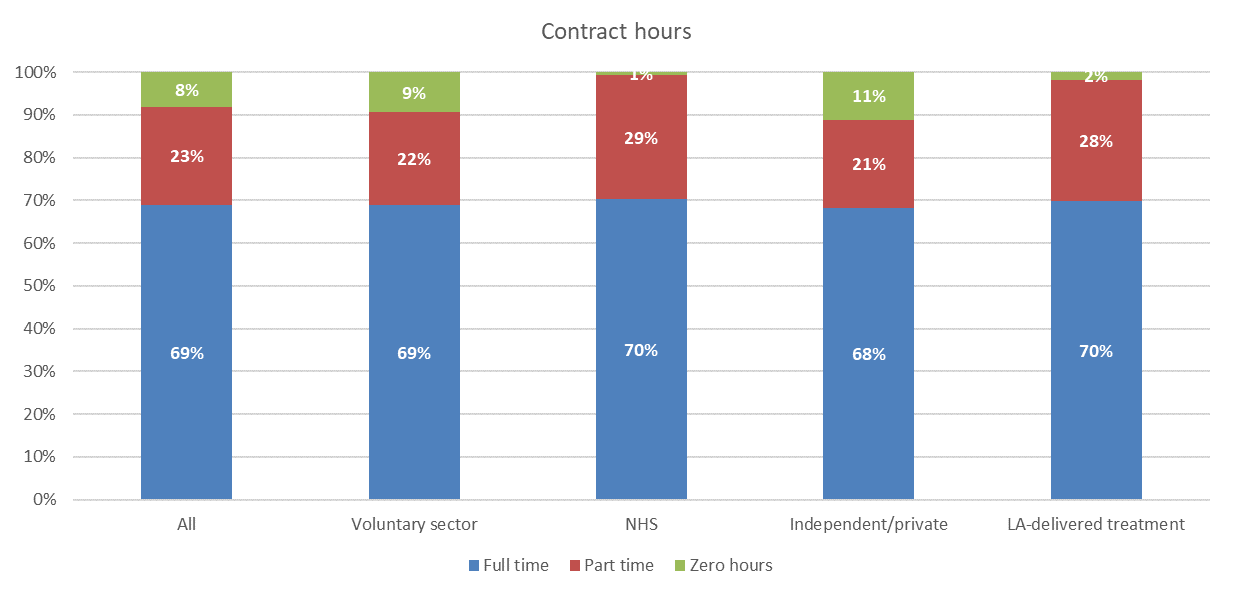 Contract hours
100%
90%
80%
70%
60%
50%
40%
30%
20%
10%
0%
8% 9% 1% 11% 2%
23% 22% 29% 21% 28%
69% 69% 70% 68% 70%
All Voluntary sector NHS Independent/private LA-delivered treatment
Full time Part time Zero hours